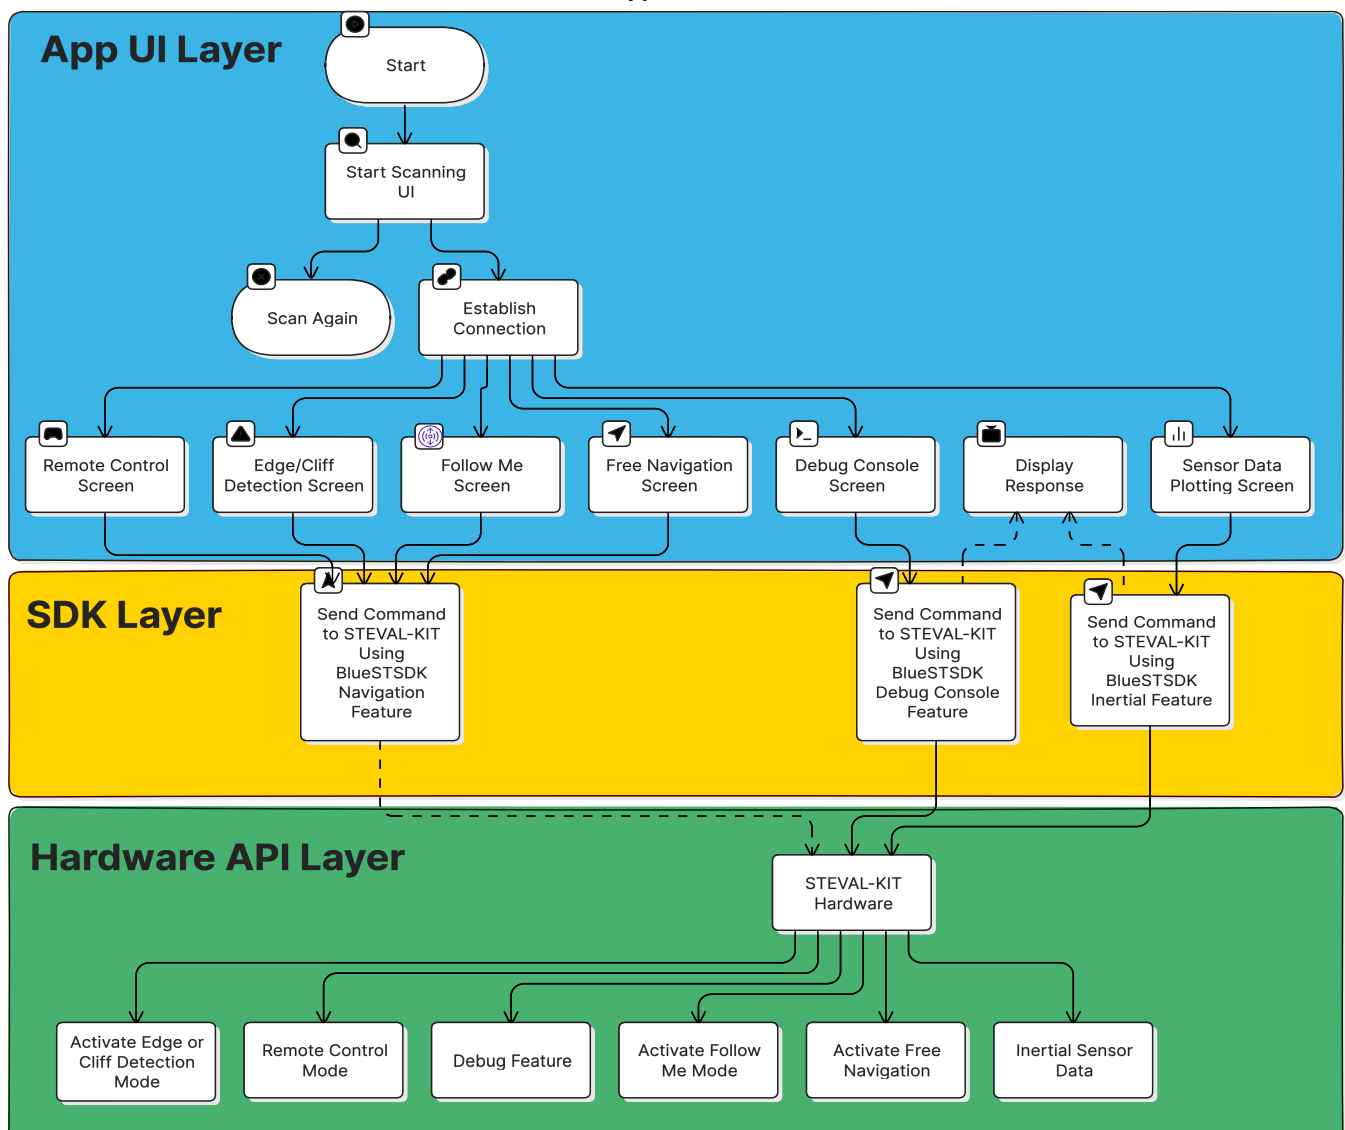 App UI Layer
Start
Start Scanning
UI
Scan Again
Establish
Connection
Remote Control
Screen
Edge/Cliff
Detection Screen
Follow Me
Screen
Free Navigation
Screen
Debug Console
Screen
Display
Response
Sensor Data
Plotting Screen
SDK Layer
Send Command
to STEVAL-KIT
Using
BlueSTSDK
Navigation
Feature
Send Command
to STEVAL-KIT
Using
BlueSTSDK
Debug Console
Feature
Send Command
to STEVAL-KIT
Using
BlueSTSDK
Inertial Feature
Hardware API Layer
STEVAL-KIT
Hardware
Activate Edge or
Cliff Detection
Mode
Remote Control
Mode
Debug Feature
Activate Follow
Me Mode
Activate Free
Navigation
Inertial Sensor
Data